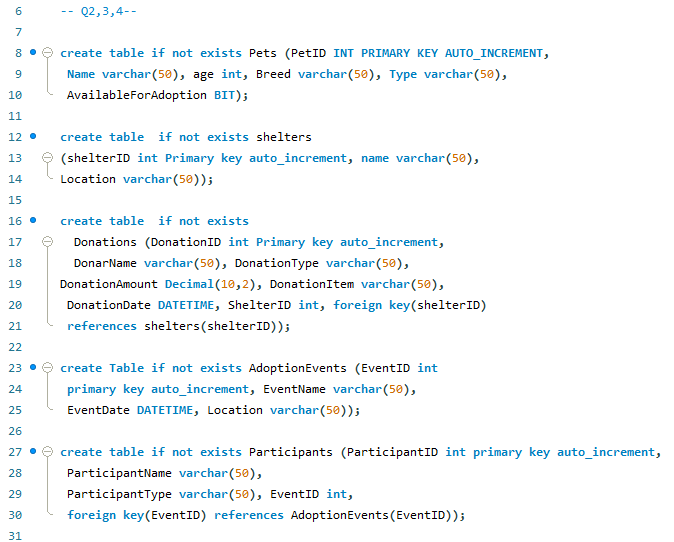 6 -- Q2,3,4--
7
8 create table if not exists Pets (PetID INT PRIMARY KEY AUTO_INCREMENT,
9 Name varchar(50), age int, Breed varchar(50), Type varchar(50),
10 AvailableForAdoption BIT);
11
12 create table  if not exists shelters
13 (shelterID int Primary key auto_increment, name varchar(50),
14 Location varchar(50));
15
16 create table  if not exists
17 Donations (DonationID int Primary key auto_increment,
18 DonarName varchar(50), DonationType varchar(50),
19 DonationAmount Decimal(10,2), DonationItem varchar(50),
20 DonationDate DATETIME, ShelterID int, foreign key(shelterID)
21 references shelters(shelterID));
22
23 create Table if not exists AdoptionEvents (EventID int
24 primary key auto_increment, EventName varchar(50),
25 EventDate DATETIME, Location varchar(50));
26
27 create table if not exists Participants (ParticipantID int primary key auto_increment,
28 ParticipantName varchar(50),
29 ParticipantType varchar(50), EventID int,
30 foreign key(EventID) references AdoptionEvents(EventID));
31